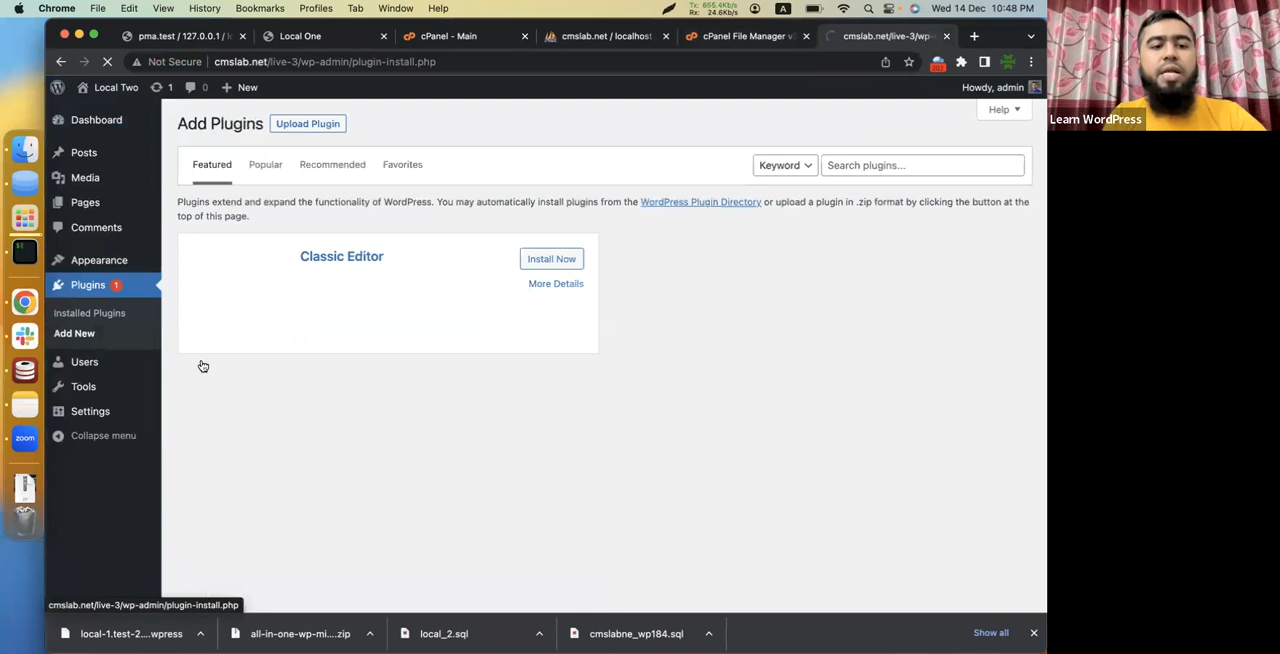 Chrome File Edit View History Bookmarks Profiles Tab Window Help
Tx: 655.4Kb/s
Rx: 24.6Kb/s
A
Wed 14 Dec 10:48 PM
pma.test / 127.0.0.1 / l
Local One
cPanel - Main
cmslab.net / localhost
cPanel File Manager v
cmslab.net/live-3/wp-
Not Secure
cmslab.net/live-3/wp-admin/plugin-install.php
Local Two
1
0
New
Howdy, admin
Dashboard
Posts
Media
Pages
Comments
Appearance
Plugins 1
Installed Plugins
Add New
Users
Tools
Settings
Collapse menu
Help
Add Plugins
Upload Plugin
Featured
Popular
Recommended
Favorites
Keyword
Search plugins...
Plugins extend and expand the functionality of WordPress. You may automatically install plugins from the WordPress Plugin Directory or upload a plugin in .zip format by clicking the button at the
top of this page.
Classic Editor
Install Now
More Details
zoom
cmslab.net/live-3/wp-admin/plugin-install.php
local-1.test-2....wpress
all-in-one-wp-mi....zip
local_2.sql
cmslabne_wp184.sql
Show all
Learn WordPress